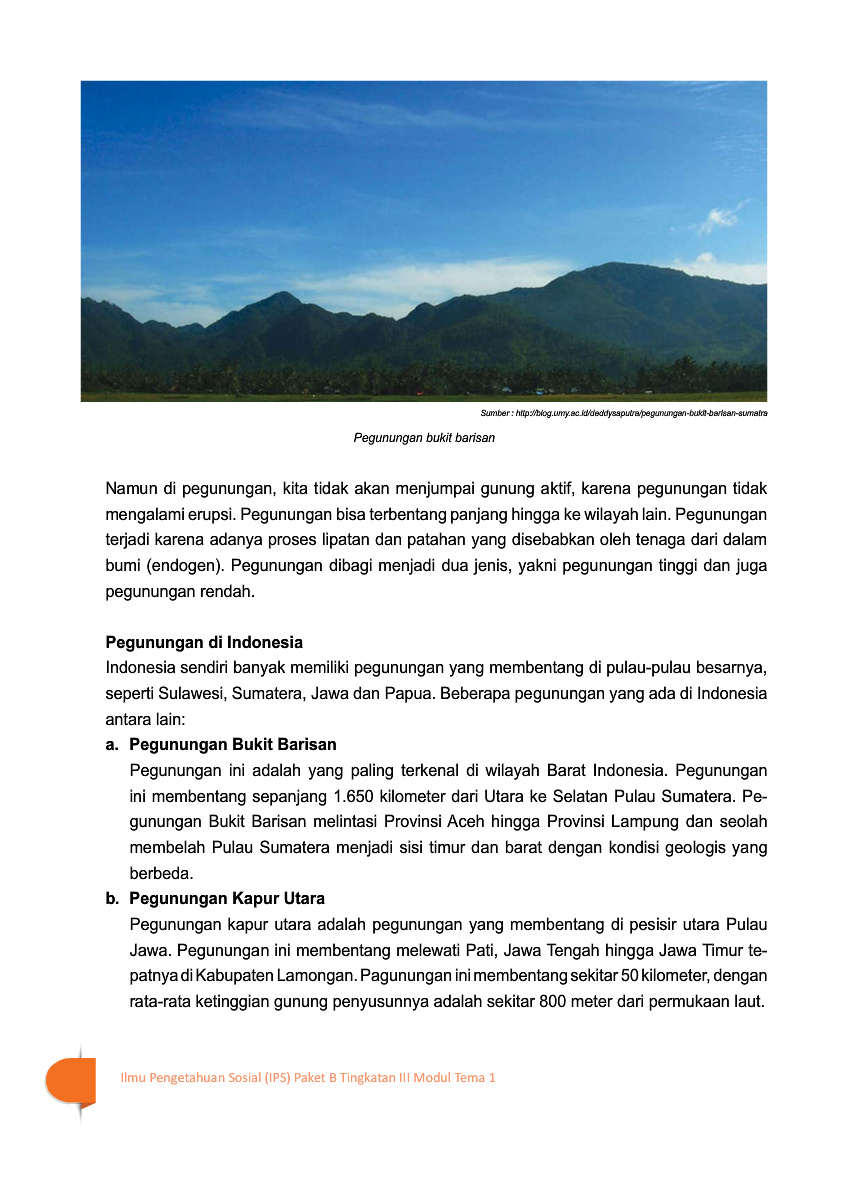 Sumber : http://blog.umy.ac.id/deddysaputra/pegunungan-bukit-barisan-sumatra
Pegunungan bukit barisan
Namun di pegunungan, kita tidak akan menjumpai gunung aktif, karena pegunungan tidak
mengalami erupsi. Pegunungan bisa terbentang panjang hingga ke wilayah lain. Pegunungan
terjadi karena adanya proses lipatan dan patahan yang disebabkan oleh tenaga dari dalam
bumi (endogen). Pegunungan dibagi menjadi dua jenis, yakni pegunungan tinggi dan juga
pegunungan rendah.
Pegunungan di Indonesia
Indonesia sendiri banyak memiliki pegunungan yang membentang di pulau-pulau besarnya,
seperti Sulawesi, Sumatera, Jawa dan Papua. Beberapa pegunungan yang ada di Indonesia
antara lain:
a. Pegunungan Bukit Barisan
Pegunungan ini adalah yang paling terkenal di wilayah Barat Indonesia. Pegunungan
ini membentang sepanjang 1.650 kilometer dari Utara ke Selatan Pulau Sumatera. Pe-
gunungan Bukit Barisan melintasi Provinsi Aceh hingga Provinsi Lampung dan seolah
membelah Pulau Sumatera menjadi sisi timur dan barat dengan kondisi geologis yang
berbeda.
b. Pegunungan Kapur Utara
Pegunungan kapur utara adalah pegunungan yang membentang di pesisir utara Pulau
Jawa. Pegunungan ini membentang melewati Pati, Jawa Tengah hingga Jawa Timur te-
patnya di Kabupaten Lamongan. Pagunungan ini membentang sekitar 50 kilometer, dengan
rata-rata ketinggian gunung penyusunnya adalah sekitar 800 meter dari permukaan laut.
Ilmu Pengetahuan Sosial (IPS) Paket B Tingkatan III Modul Tema 1